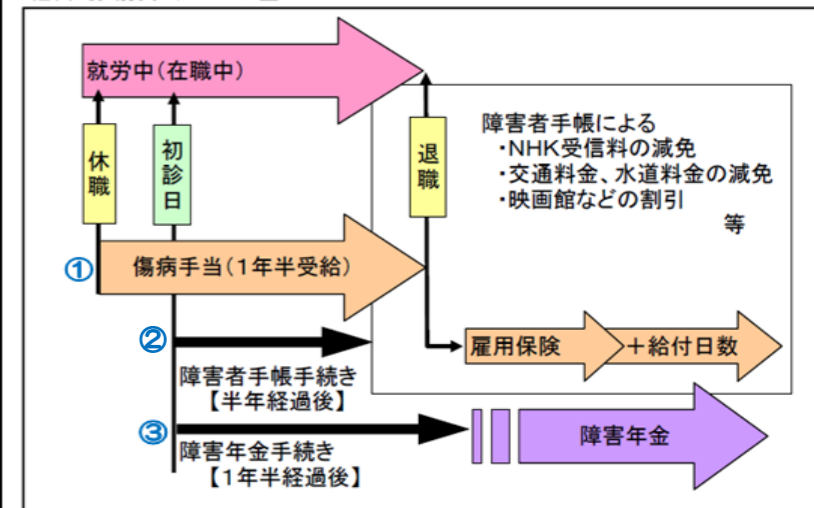 就労中(在職中)
休職
初診日
退職
障害者手帳による
・NHK受信料の減免
・交通料金、水道料金の減免
・映画館などの割引
等
①
傷病手当(1年半受給)
②
雇用保険
+給付日数
障害者手帳手続き
【半年経過後】
③
障害年金手続き
【1年半経過後】
障害年金